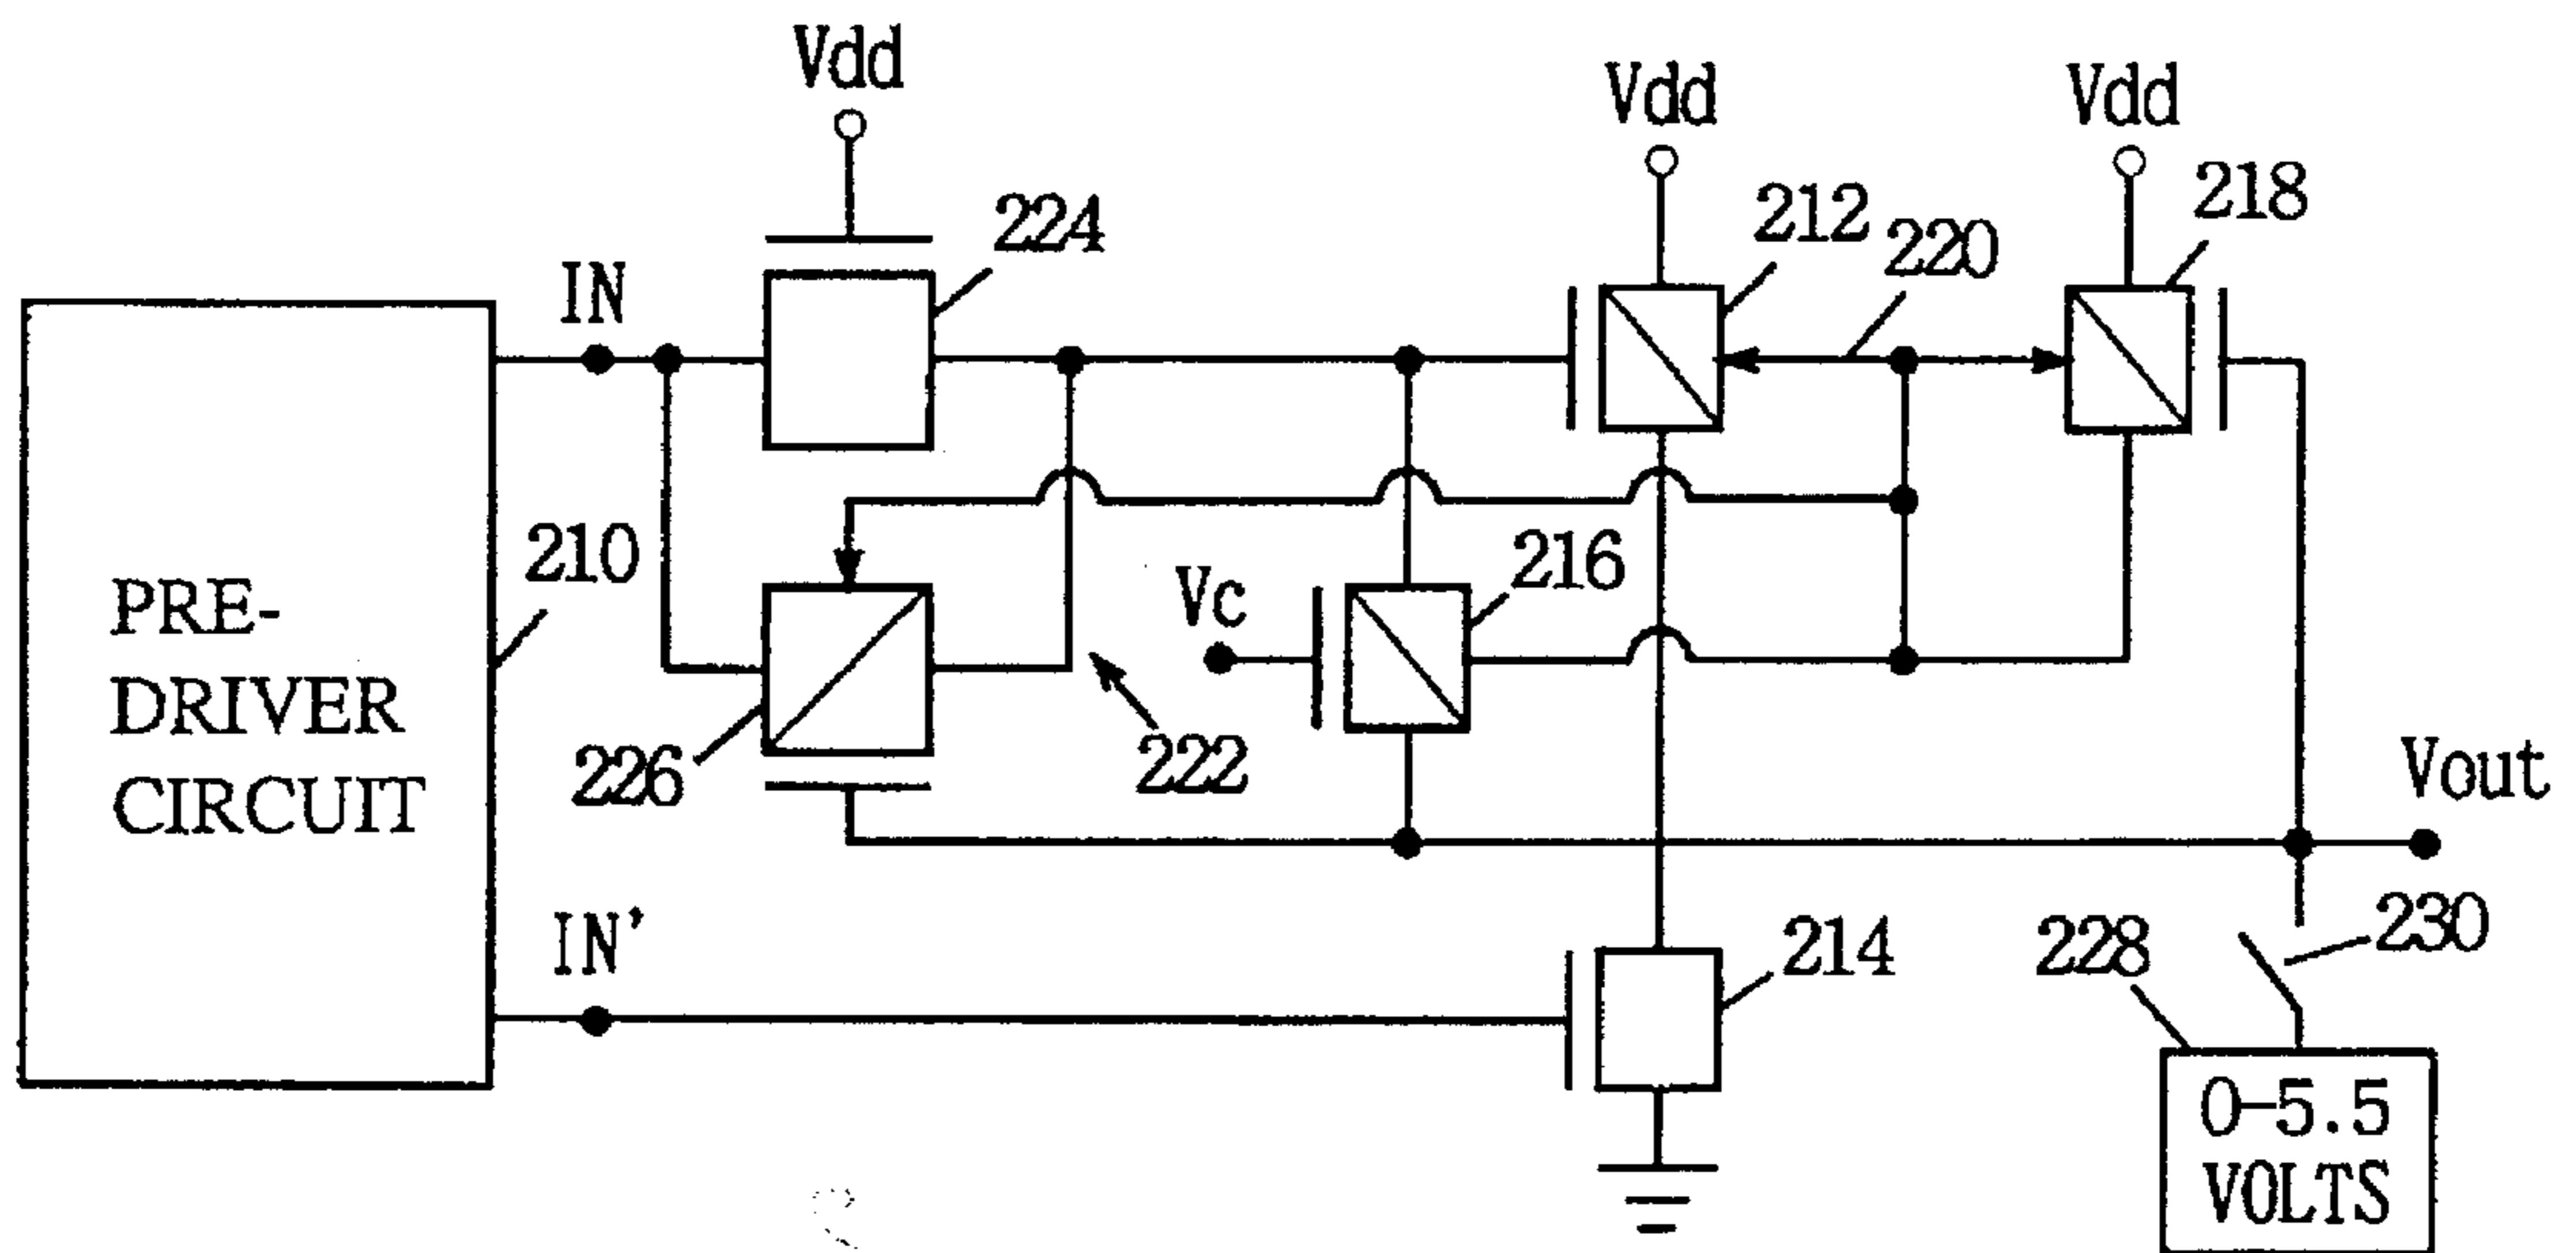 Vdd
Vdd
Vdd
224
212
220
218
IN
210
PRE-
DRIVER
CIRCUIT
Vc
216
226
222
Vout
IN'
214
228
230
0-5.5
VOLTS